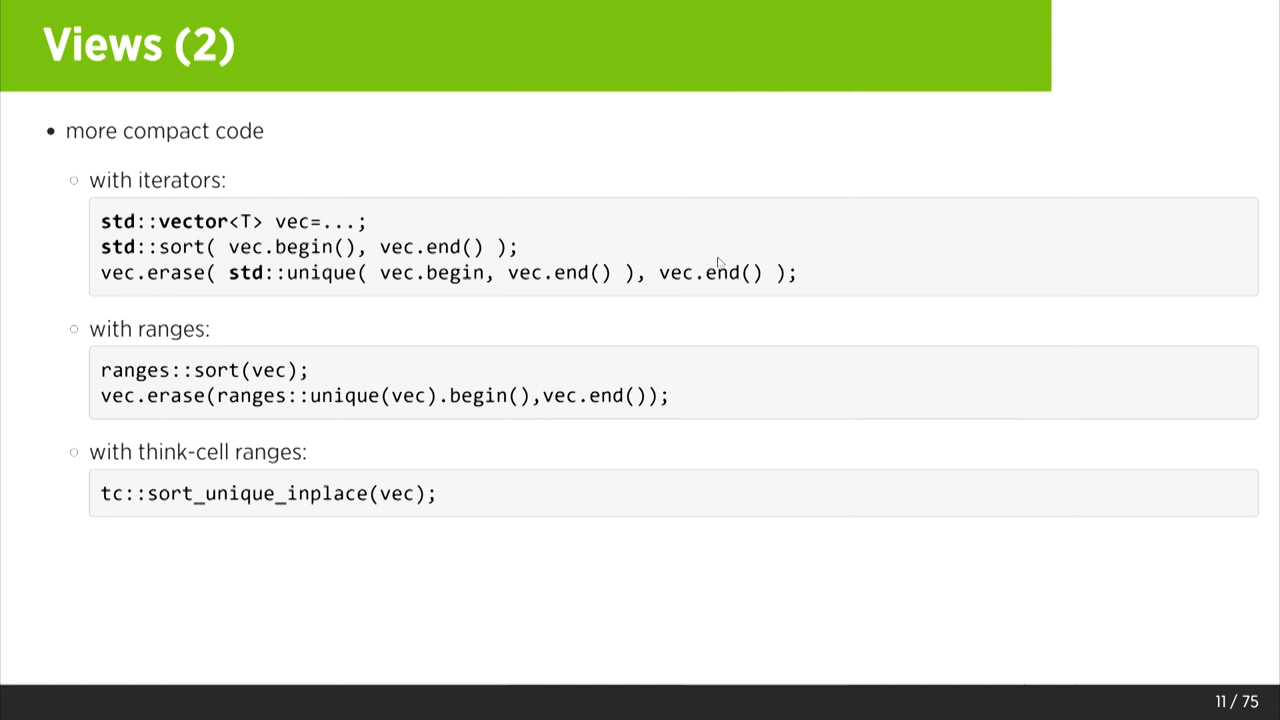 Views (2)
• more compact code
○ with iterators:
std::vector<T> vec=...;
std::sort( vec.begin(), vec.end() );
vec.erase( std::unique( vec.begin, vec.end() ), vec.end() );
○ with ranges:
ranges::sort(vec);
vec.erase(ranges::unique(vec).begin(),vec.end());
○ with think-cell ranges:
tc::sort_unique_inplace(vec);
11 / 75